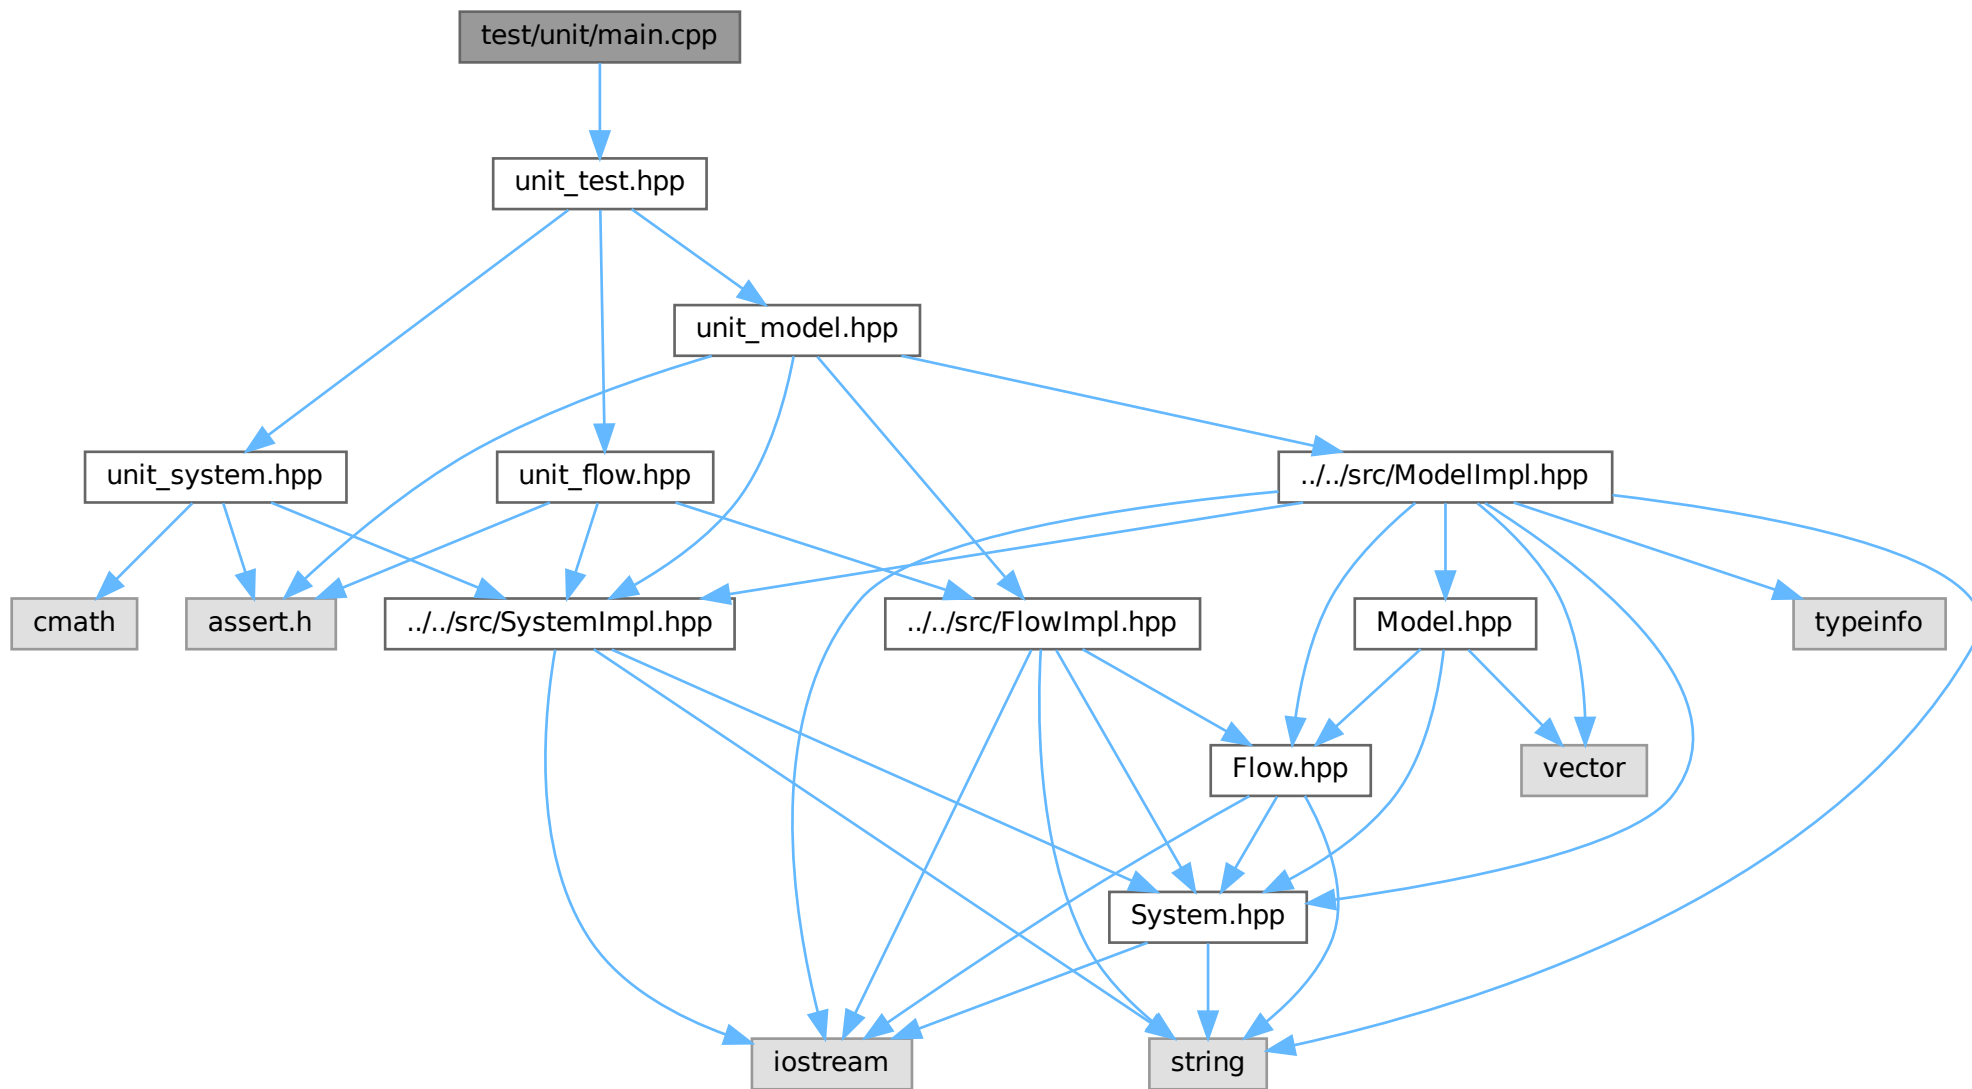 test/unit/main.cpp
unit_test.hpp
unit_model.hpp
unit_system.hpp
unit_flow.hpp
../../src/ModelImpl.hpp
cmath
assert.h
../../src/SystemImpl.hpp
../../src/FlowImpl.hpp
Model.hpp
typeinfo
Flow.hpp
vector
System.hpp
iostream
string